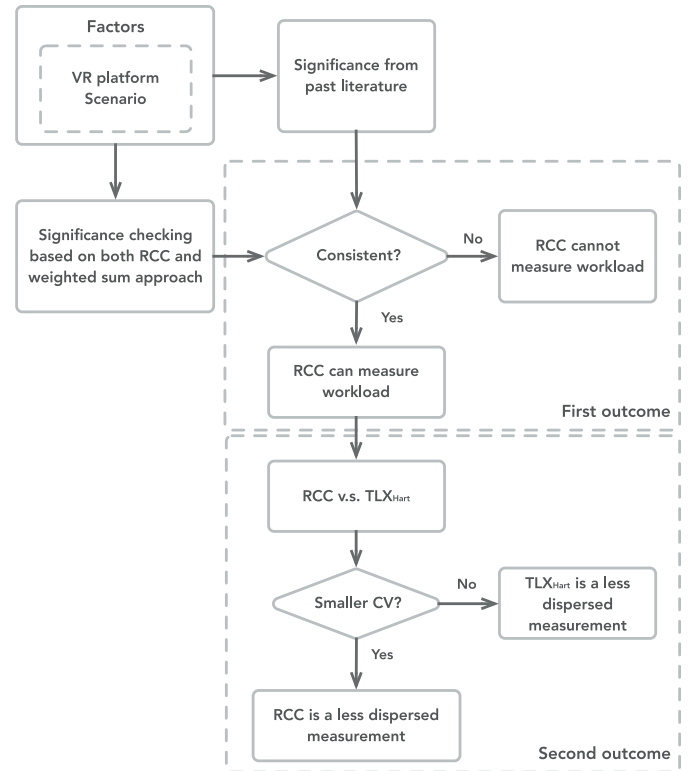 Factors
VR platform
Scenario
Significance from
past literature
Significance checking
based on both RCC and
weighted sum approach
Consistent?
No
RCC cannot
measure workload
Yes
RCC can measure
workload
First outcome
RCC v.s. TLXHart
Smaller CV?
No
TLXHart is a less
dispersed
measurement
Yes
RCC is a less dispersed
measurement
Second outcome